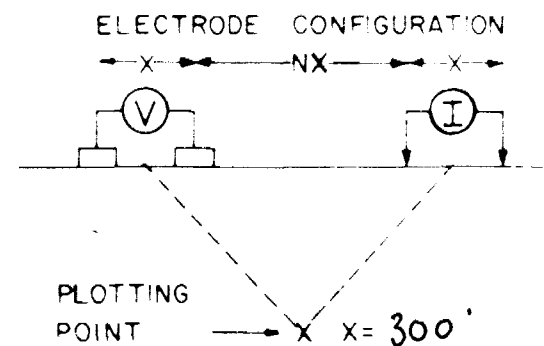 ELECTRODE CONFIGURATION
X NX X
V I
PLOTTING
POINT X X = 300'